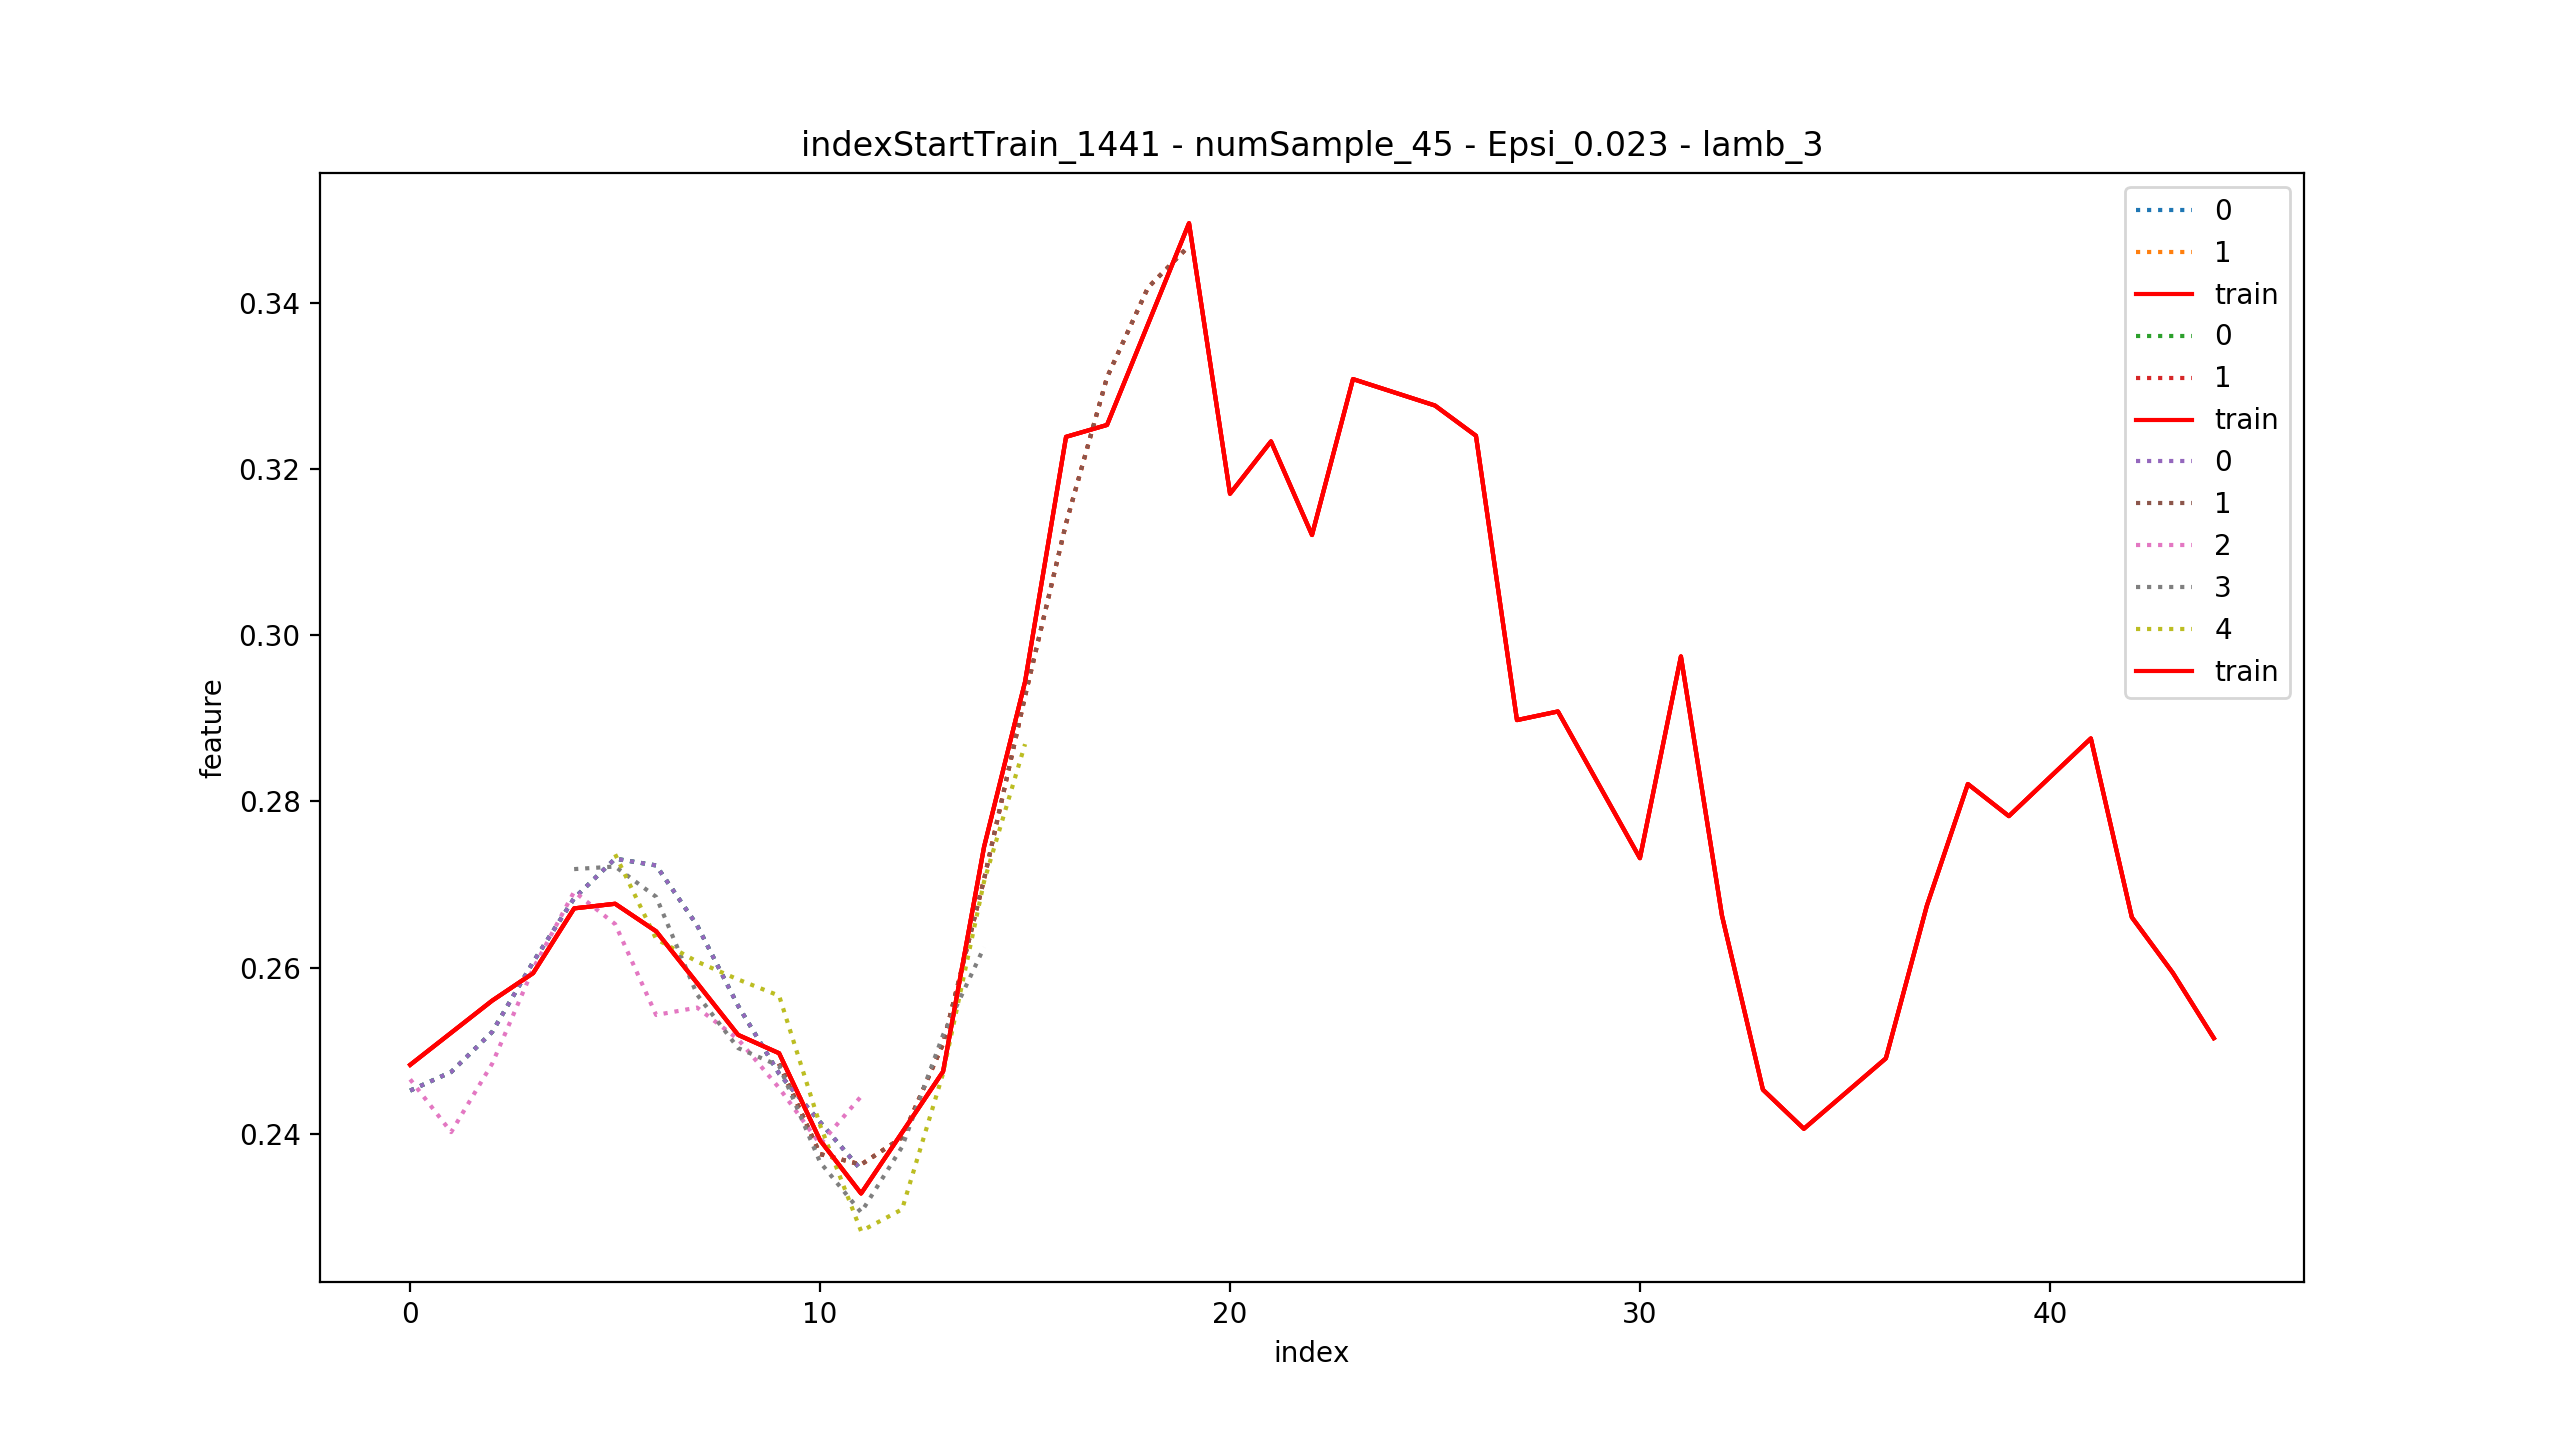 indexStartTrain_1441 - numSample_45 - Epsi_0.023 - lamb_3
0
1
train
0
1
train
0
1
2
3
4
train
0.34
0.32
0.30
0.28
0.26
0.24
feature
0 10 20 30 40
index